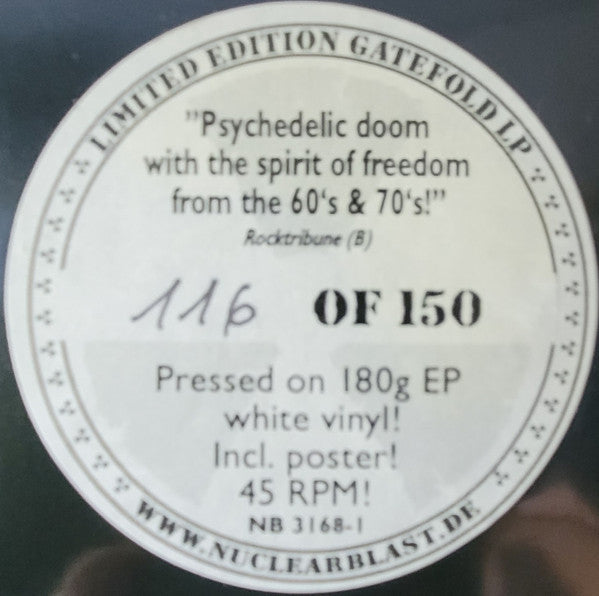 LIMITED EDITION GATEFOLD LP
"Psychedelic doom
with the spirit of freedom
from the 60's & 70's!"
Rocktribune (B)
116 OF 150
Pressed on 180g EP
white vinyl!
Incl. poster!
45 RPM!
NB 3168-1
WWW.NUCLEARBLAST.DE